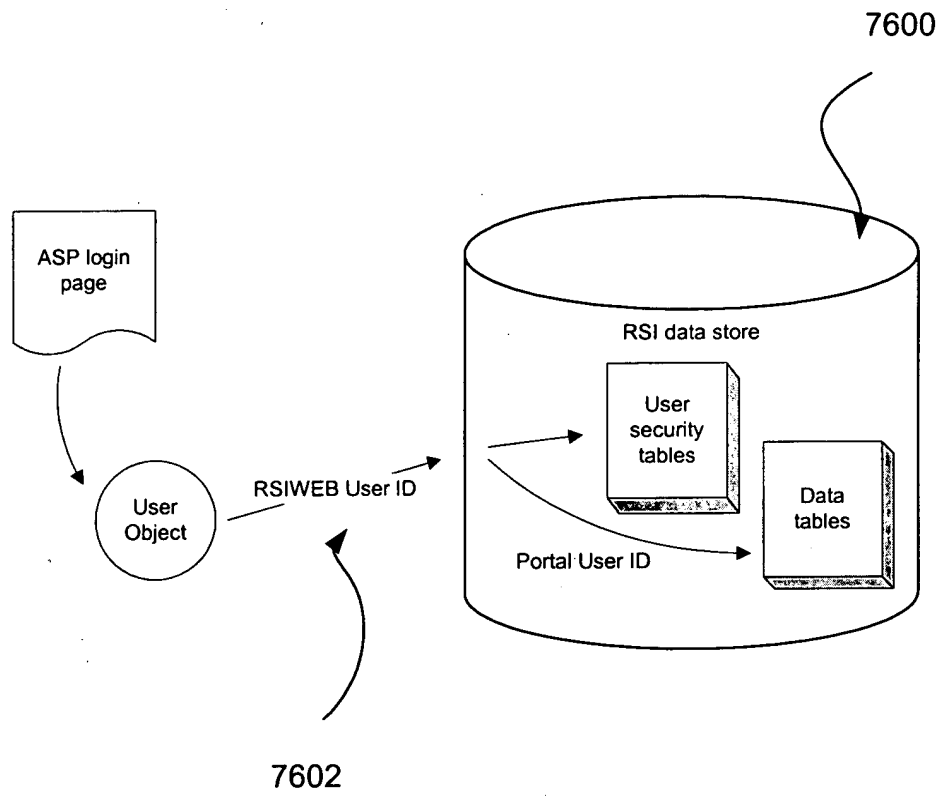 7600
ASP login
page
RSI data store
User
security
tables
User
Object
RSIWEB User ID
Data
tables
Portal User ID
7602